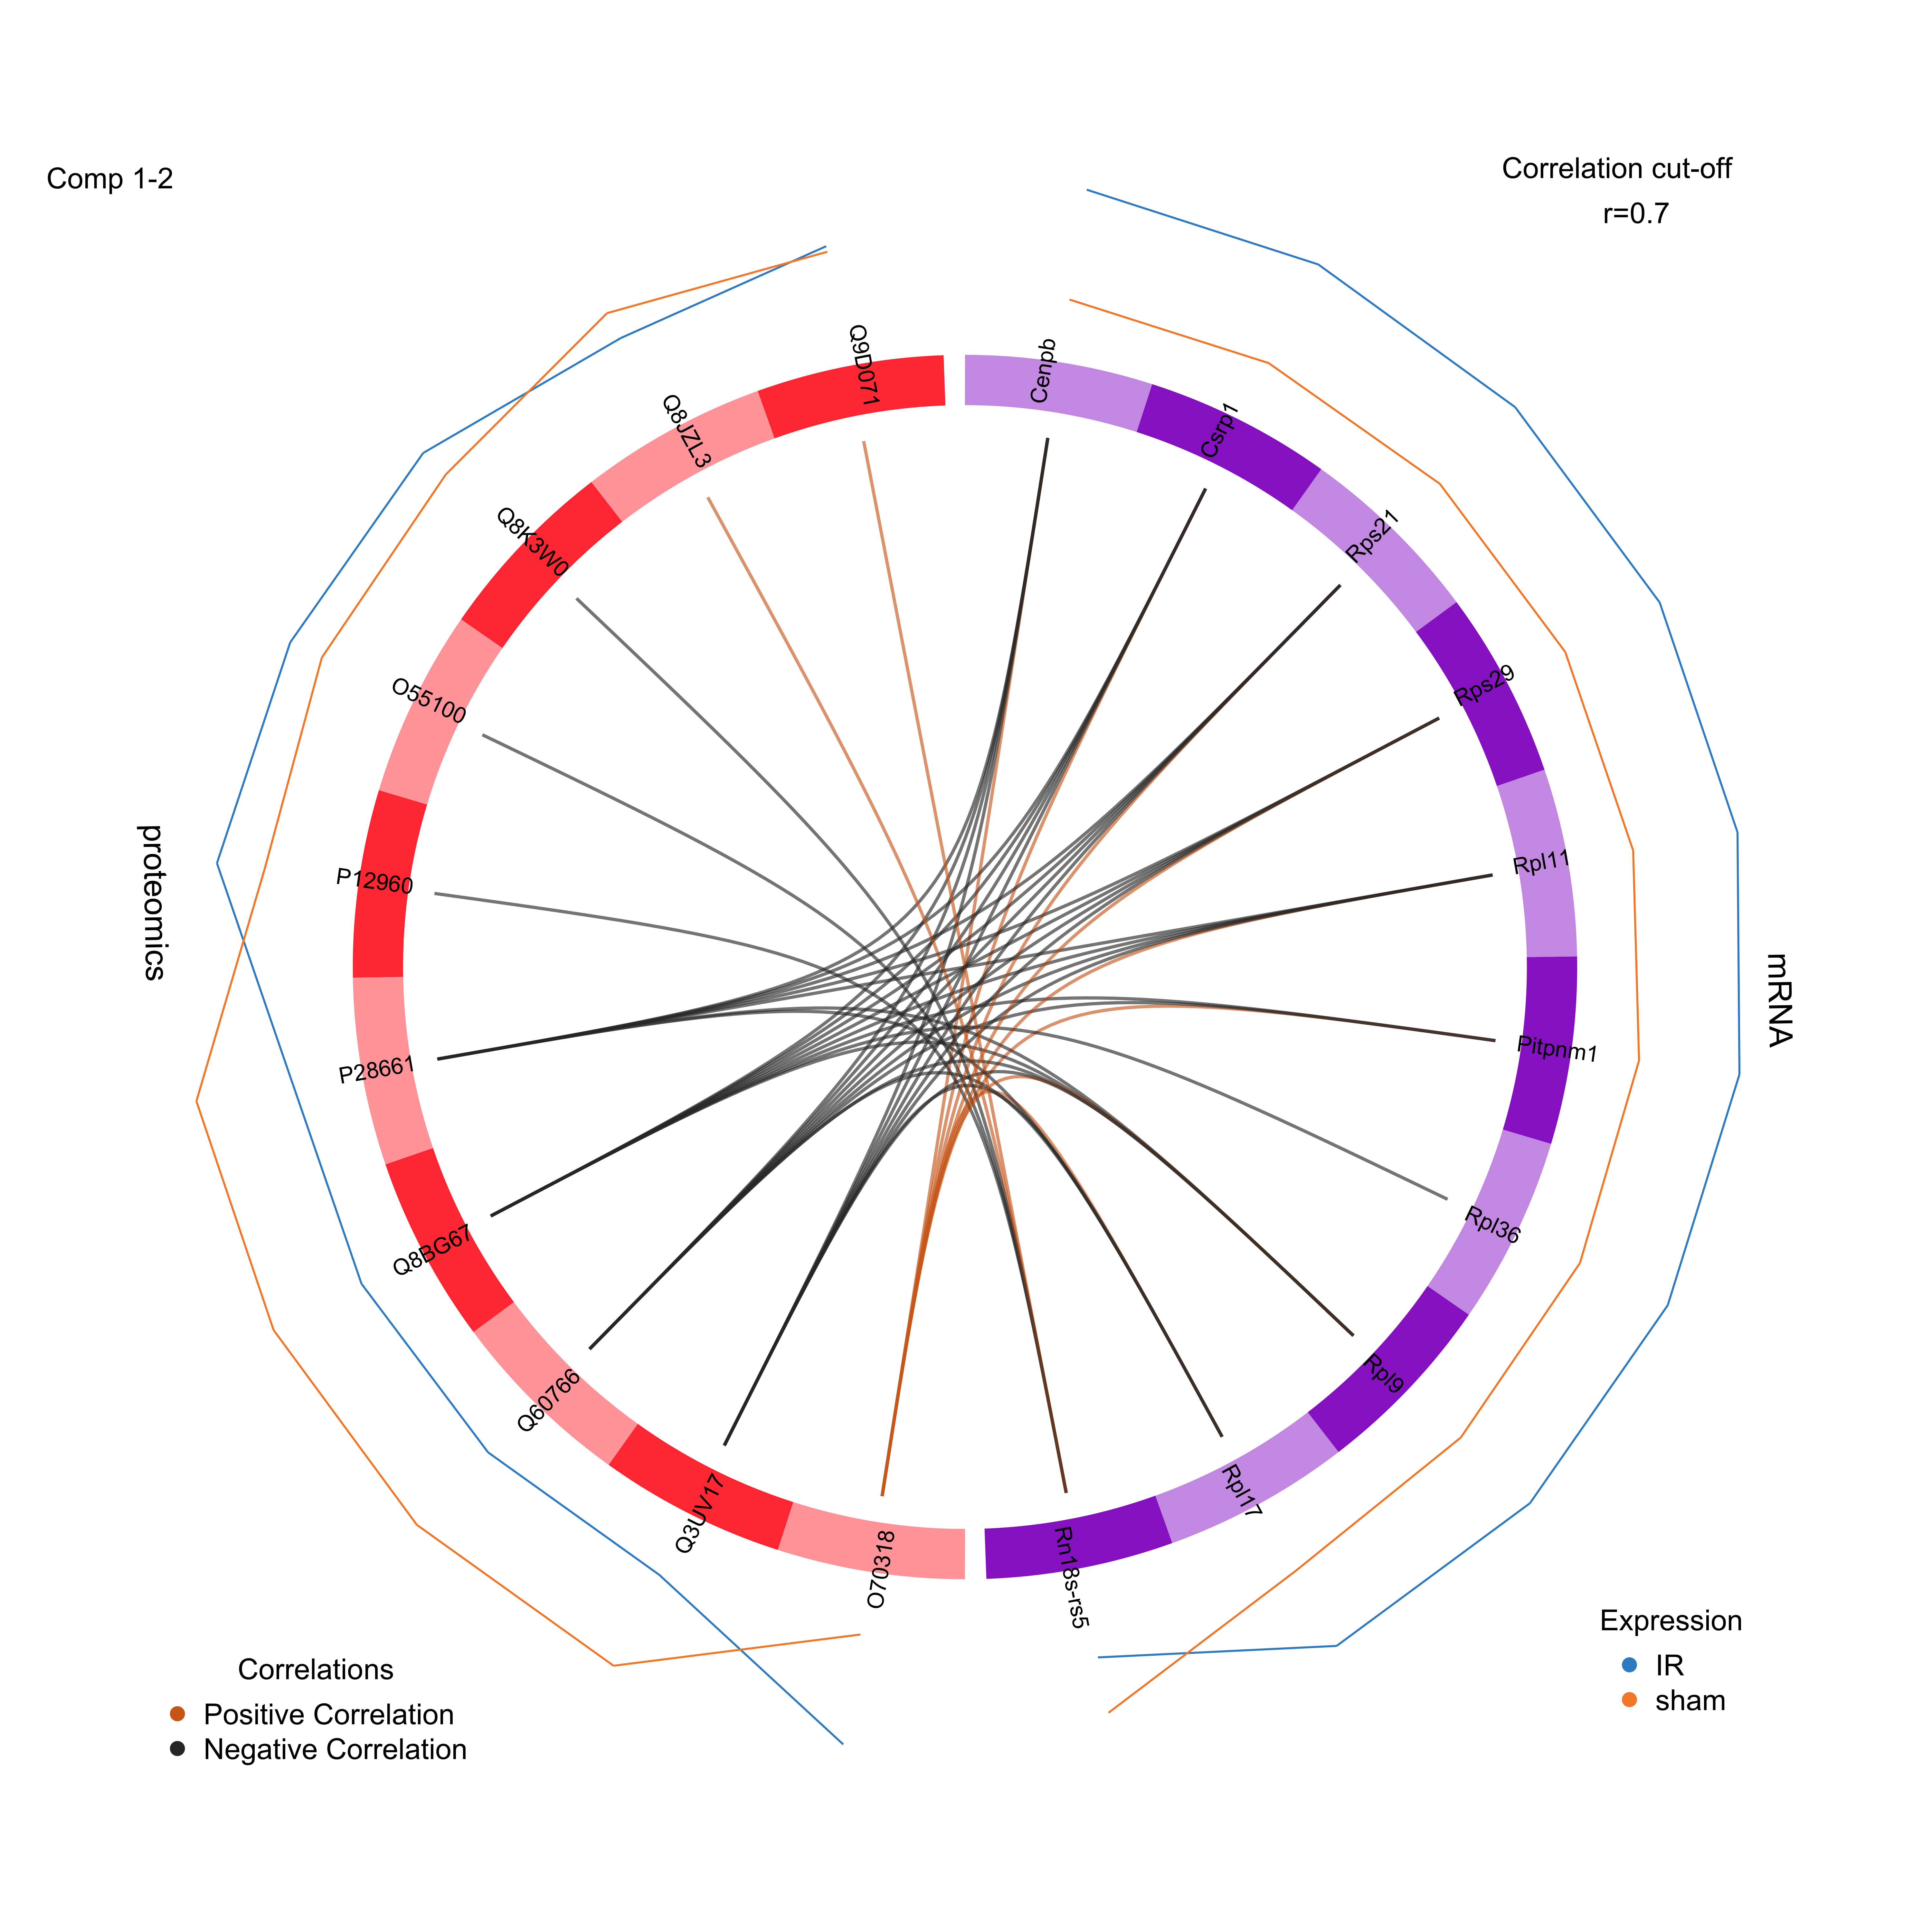 Comp 1-2
Correlation cut-off
r=0.7
Q9D071
Cenpb
Q8JZL3
Csrp1
Q8K3W0
Rps21
O55100
Rps29
P12960
Rpl11
proteomics
mRNA
P28661
Pitpnm1
Q8BG67
Rpl36
Q60766
Rpl9
Q3UV17
Rpl17
O70318
Rn18s-rs5
Correlations
Positive Correlation
Negative Correlation
Expression
IR
sham